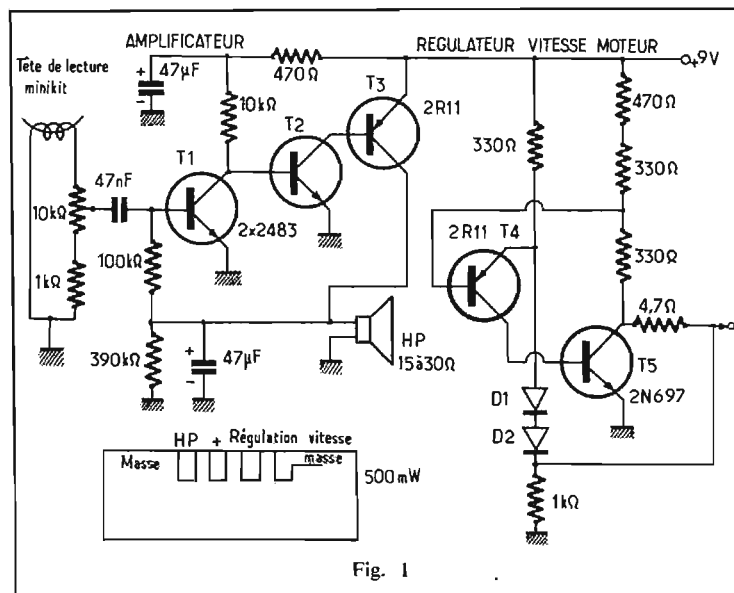 AMPLIFICATEUR
REGULATEUR VITESSE MOTEUR
Tête de lecture
minikit
+
47µF
-
470Ω
T3
+9V
10kΩ
T2
2R11
330Ω
470Ω
T1
330Ω
47nF
10kΩ
2x2483
2R11 T4
330Ω
100kΩ
1kΩ
4,7Ω
HP
15à30Ω
390kΩ
+
47µF
-
T5
2N697
D1
D2
HP + Régulation vitesse
Masse
masse
500mW
1kΩ
Fig. 1